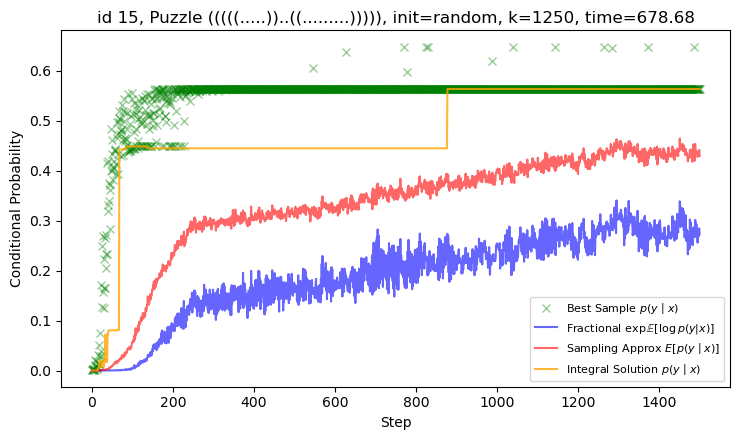 id 15, Puzzle (((((.....))..((.........))))), init=random, k=1250, time=678.68
Conditional Probability
0.6
0.5
0.4
0.3
0.2
0.1
0.0
Best Sample p(y | x)
Fractional exp𝔼[log p(y|x)]
Sampling Approx E[p(y | x)]
Integral Solution p(y | x)
0 200 400 600 800 1000 1200 1400
Step